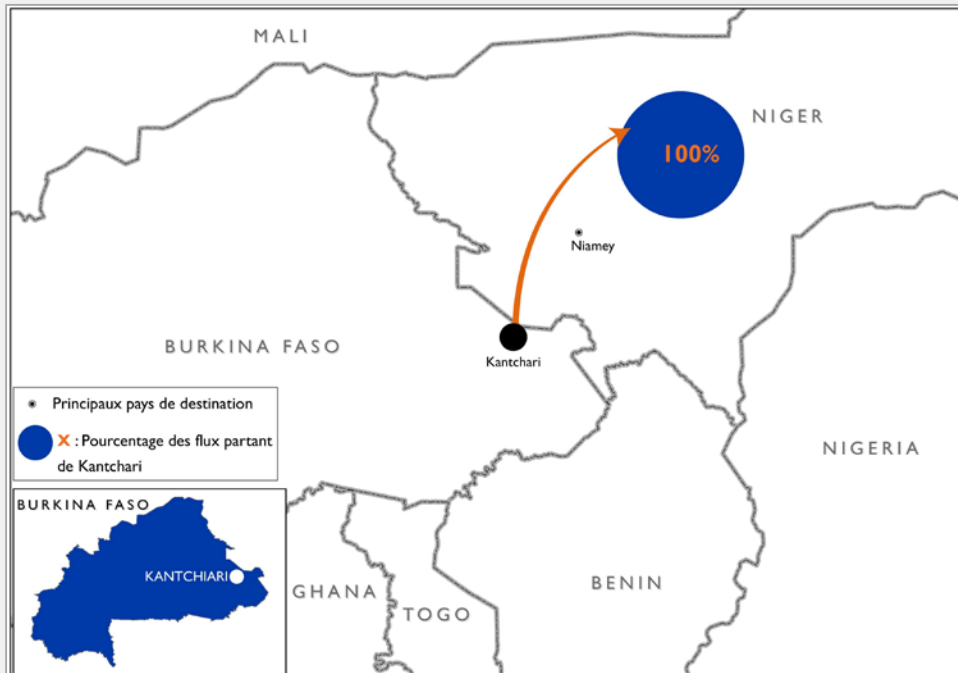 MALI
NIGER
100%
Niamey
BURKINA FASO
Kantchari
Principaux pays de destination
X : Pourcentage des flux partant
de Kantchari
NIGERIA
BURKINA FASO
KANTCHIARI
GHANA
TOGO
BENIN